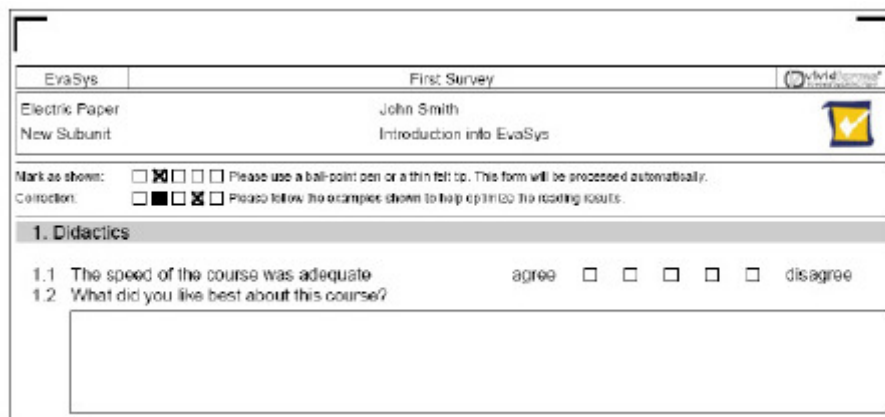 EvaSys First Survey
Electric Paper John Smith
New Subunit Introduction into EvaSys
Mark as shown: Please use a ball-point pen or a thin felt tip. This form will be processed automatically.
Correction: Please follow the examples shown to help optimize the reading results.
1. Didactics
1.1 The speed of the course was adequate agree disagree
1.2 What did you like best about this course?